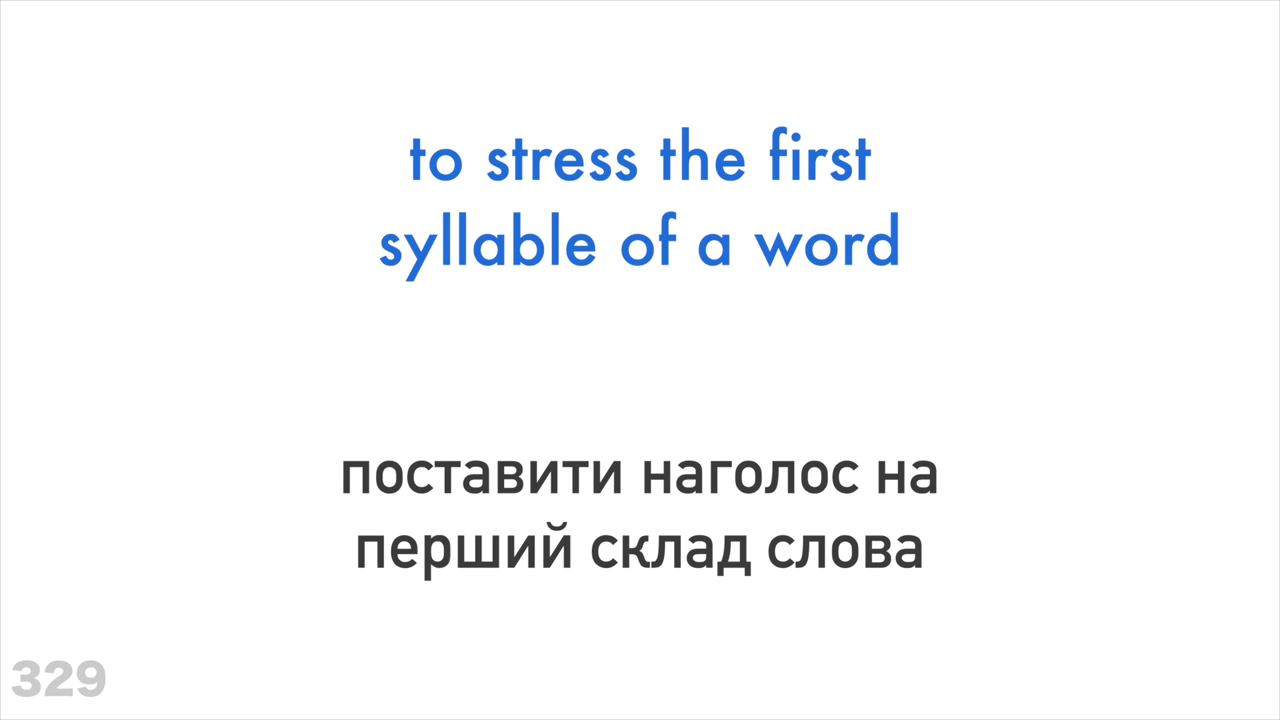 to stress the first
syllable of a word
поставити наголос на
перший склад слова
329